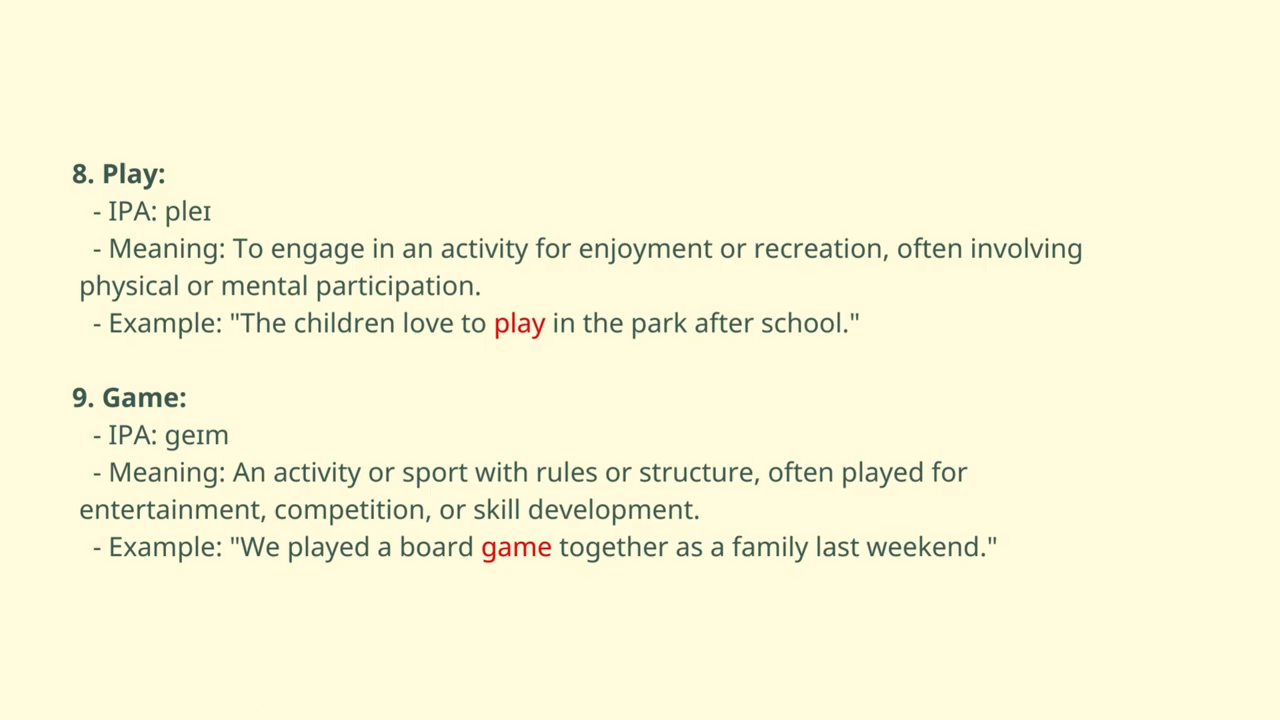 8. Play:
- IPA: pleɪ
- Meaning: To engage in an activity for enjoyment or recreation, often involving
physical or mental participation.
- Example: "The children love to play in the park after school."
9. Game:
- IPA: geɪm
- Meaning: An activity or sport with rules or structure, often played for
entertainment, competition, or skill development.
- Example: "We played a board game together as a family last weekend."